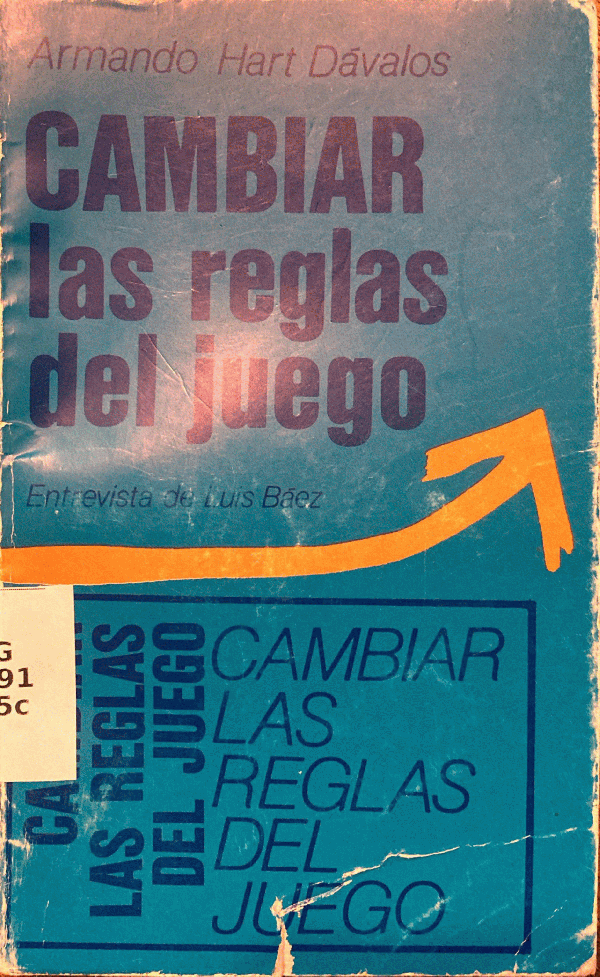 Armando Hart Dávalos
CAMBIAR
las reglas
del juego
Entrevista de Luis Báez
G
91
5c
LAS REGLAS
DEL JUEGO
CAMBIAR
LAS
REGLAS
DEL
JUEGO